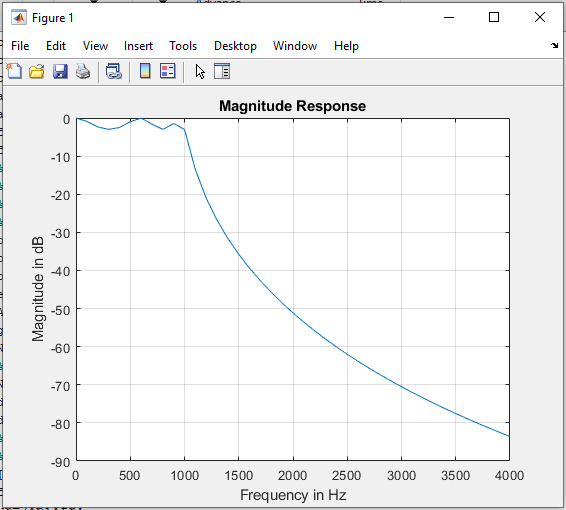 Figure 1
File Edit View Insert Tools Desktop Window Help
Magnitude Response
Magnitude in dB
0
-10
-20
-30
-40
-50
-60
-70
-80
-90
0 500 1000 1500 2000 2500 3000 3500 4000
Frequency in Hz